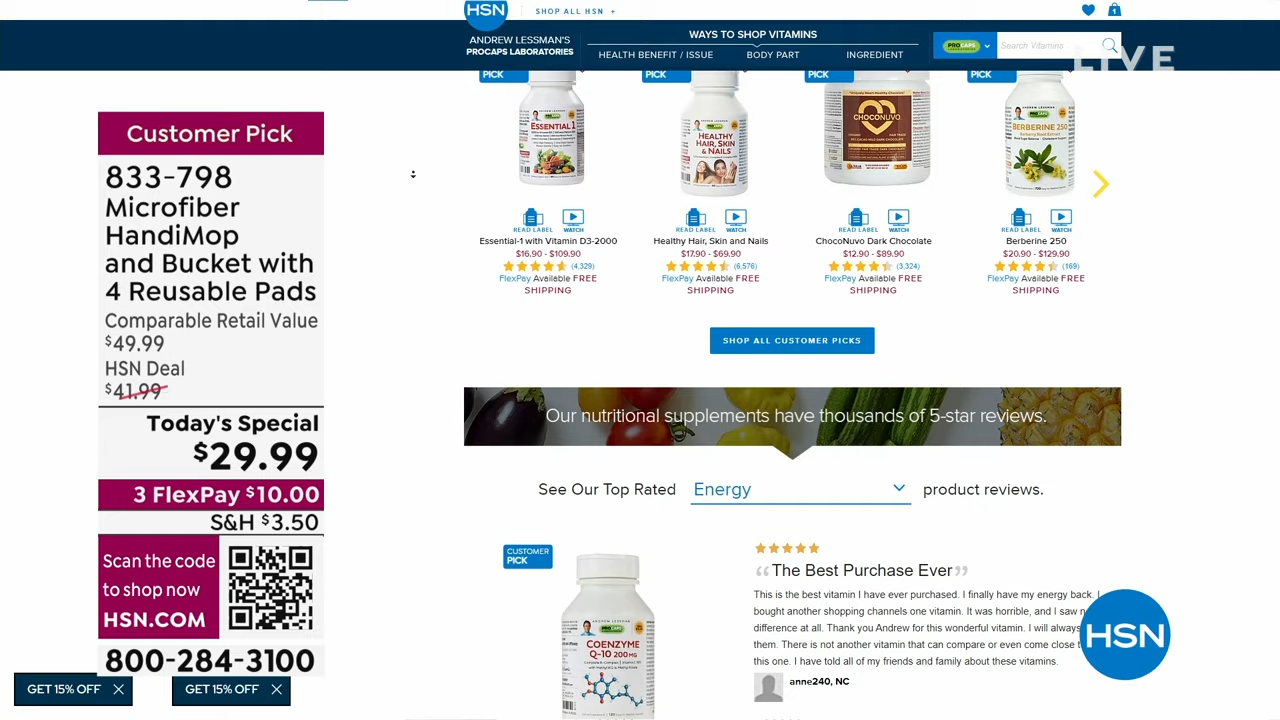 HSN
SHOP ALL HSN +
1
ANDREW LESSMAN'S
PROCAPS LABORATORIES
WAYS TO SHOP VITAMINS
HEALTH BENEFIT / ISSUE
BODY PART
INGREDIENT
PROCAPS
Search Vitamins
LIVE
PICK
PICK
PICK
PICK
ESSENTIAL-1
HEALTHY
HAIR, SKIN
& NAILS
CHOCONUVO
BERBERINE 250
READ LABEL
WATCH
READ LABEL
WATCH
READ LABEL
WATCH
READ LABEL
WATCH
Essential-1 with Vitamin D3-2000
$16.90 - $109.90
(4,329)
FlexPay Available FREE
SHIPPING
Healthy Hair, Skin and Nails
$17.90 - $69.90
(6,576)
FlexPay Available FREE
SHIPPING
ChocoNuvo Dark Chocolate
$12.90 - $89.90
(3,324)
FlexPay Available FREE
SHIPPING
Berberine 250
$20.90 - $129.90
(169)
FlexPay Available FREE
SHIPPING
SHOP ALL CUSTOMER PICKS
Our nutritional supplements have thousands of 5-star reviews.
See Our Top Rated Energy product reviews.
CUSTOMER
PICK
COENZYME
Q-10 200 MG
"The Best Purchase Ever"
This is the best vitamin I have ever purchased. I finally have my energy back. I
bought another shopping channels one vitamin. It was horrible, and I saw n
difference at all. Thank you Andrew for this wonderful vitamin. I will always
them. There is not another vitamin that can compare or even come close t
this one. I have told all of my friends and family about these vitamins.
anne240, NC
HSN
Customer Pick
833-798
Microfiber
HandiMop
and Bucket with
4 Reusable Pads
Comparable Retail Value
$49.99
HSN Deal
$41.99
Today's Special
$29.99
3 FlexPay $10.00
S&H $3.50
Scan the code
to shop now
HSN.COM
800-284-3100
GET 15% OFF
GET 15% OFF